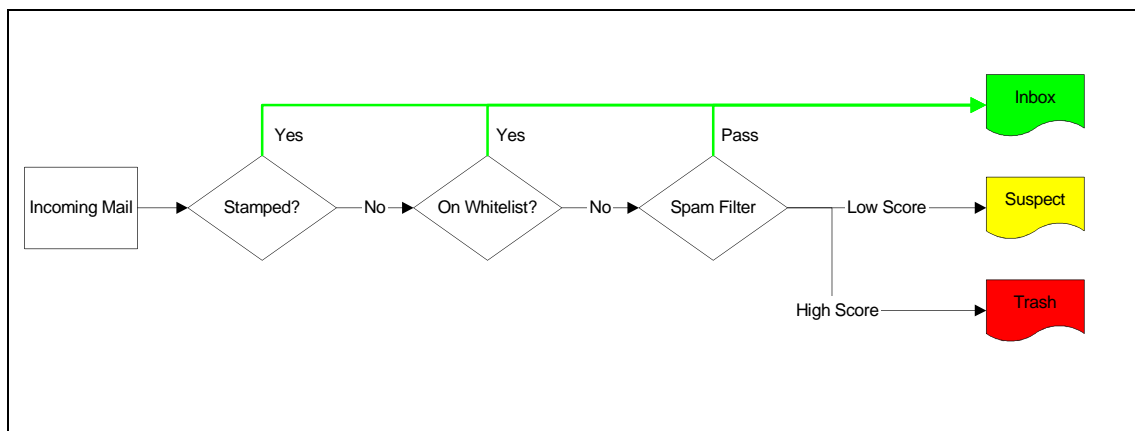 Inbox
Yes
Yes
Pass
Incoming Mail
Stamped?
No
On Whitelist?
No
Spam Filter
Low Score
Suspect
High Score
Trash